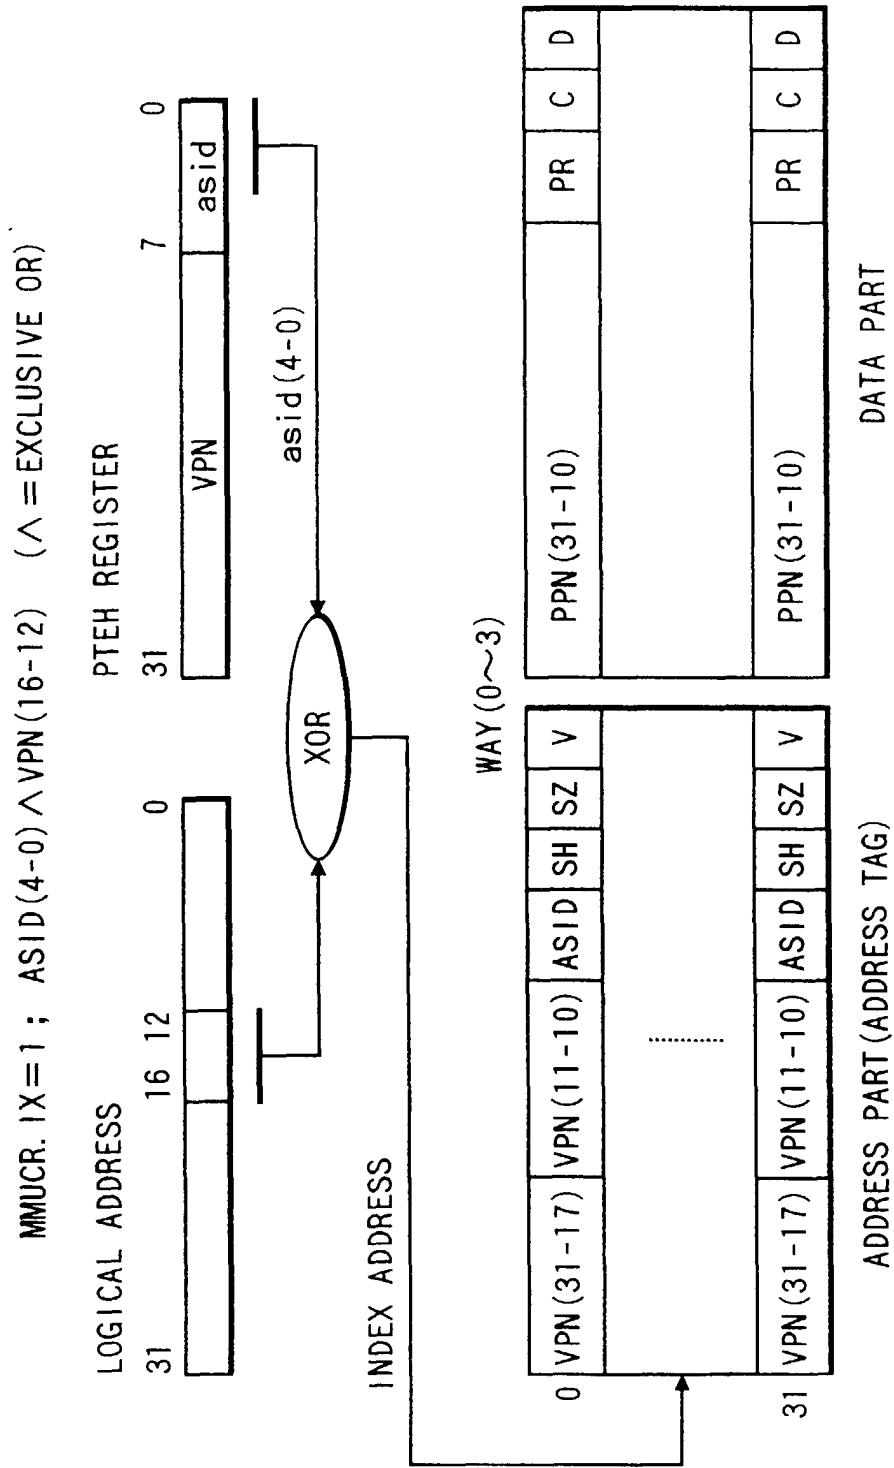 MMUCR. IX=1 ; ASID(4-0)∧VPN(16-12) (∧=EXCLUSIVE OR)
LOGICAL ADDRESS
31 16 12 0
PTEH REGISTER
31 7 0
VPN asid
asid(4-0)
XOR
INDEX ADDRESS
WAY(0~3)
0 VPN(31-17) VPN(11-10) ASID SH SZ V PPN(31-10) PR C D
31 VPN(31-17) VPN(11-10) ASID SH SZ V PPN(31-10) PR C D
ADDRESS PART(ADDRESS TAG)
DATA PART